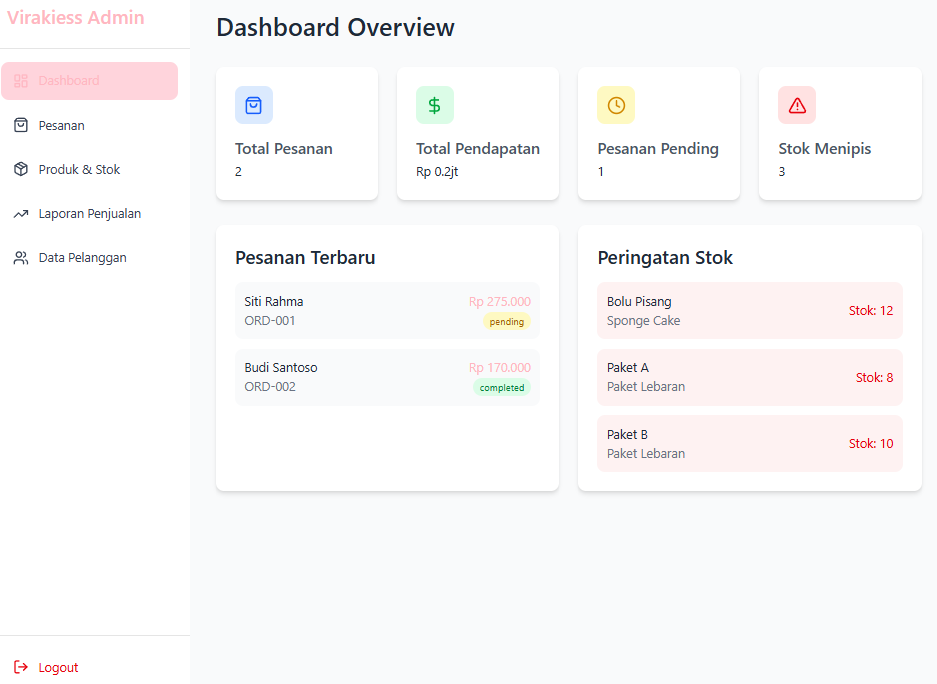 Virakiess Admin
Dashboard
Pesanan
Produk & Stok
Laporan Penjualan
Data Pelanggan
Logout
Dashboard Overview
Total Pesanan
2
Total Pendapatan
Rp 0.2jt
Pesanan Pending
1
Stok Menipis
3
Pesanan Terbaru
Siti Rahma
Rp 275.000
ORD-001
pending
Budi Santoso
Rp 170.000
ORD-002
completed
Peringatan Stok
Bolu Pisang
Sponge Cake
Stok: 12
Paket A
Paket Lebaran
Stok: 8
Paket B
Paket Lebaran
Stok: 10